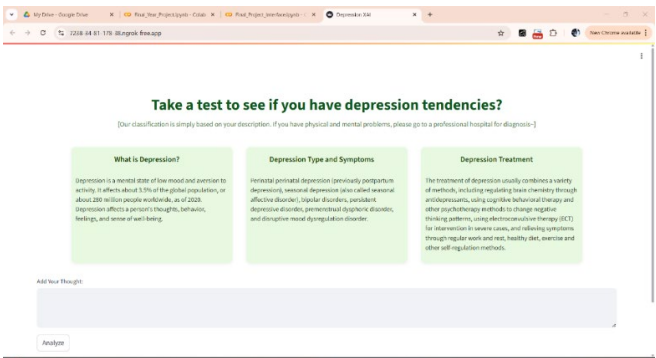 My Drive - Google Drive
Final_Year_Project.ipynb - Colab
Final_Project_Interface.ipynb -
Depression XAI
ngrok-free.app
New Chrome available
Take a test to see if you have depression tendencies?
[Our classification is simply based on your description. If you have physical and mental problems, please go to a professional hospital for diagnosis~]
What is Depression?
Depression is a mental state of low mood and aversion to
activity. It affects about 3.5% of the global population, or
about 280 million people worldwide, as of 2020.
Depression affects a person's thoughts, behavior,
feelings, and sense of well-being.
Depression Type and Symptoms
Perinatal perinatal depression (previously postpartum
depression), seasonal depression (also called seasonal
affective disorder), bipolar disorders, persistent
depressive disorder, premenstrual dysphoric disorder,
and disruptive mood dysregulation disorder.
Depression Treatment
The treatment of depression usually combines a variety
of methods, including regulating brain chemistry through
antidepressants, using cognitive behavioral therapy and
other psychotherapy methods to change negative
thinking patterns, using electroconvulsive therapy (ECT)
for intervention in severe cases, and relieving symptoms
through regular work and rest, healthy diet, exercise and
other self-regulation methods.
Add Your Thought:
Analyze